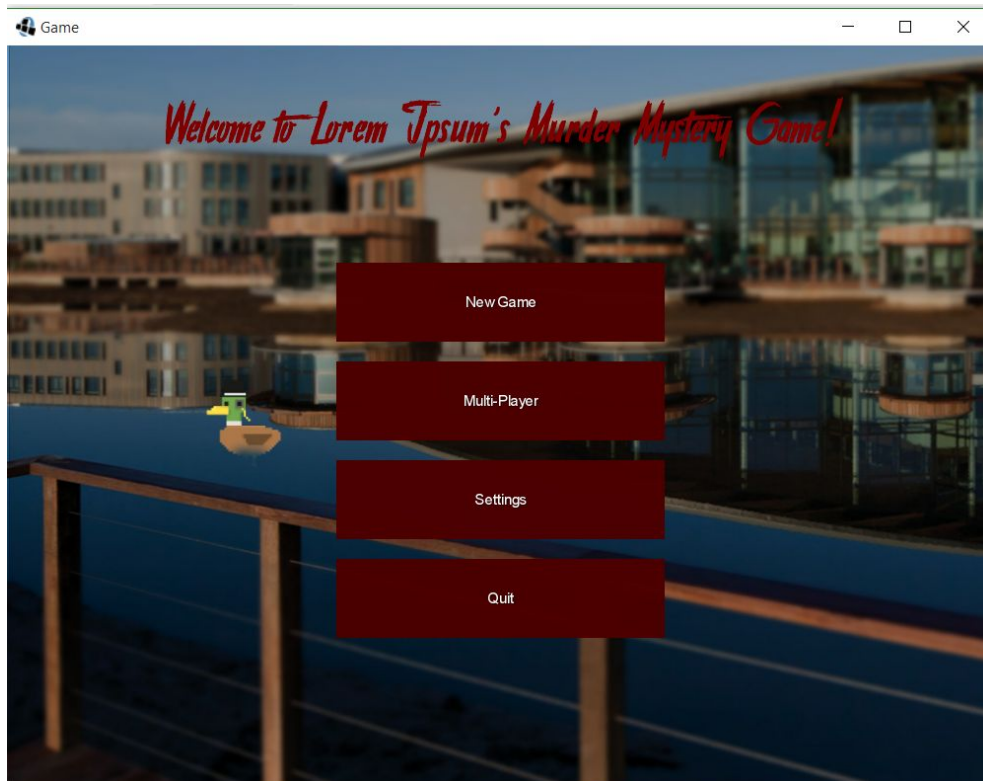 Game
Welcome to Lorem Ipsum's Murder Mystery Game!
New Game
Multi-Player
Settings
Quit